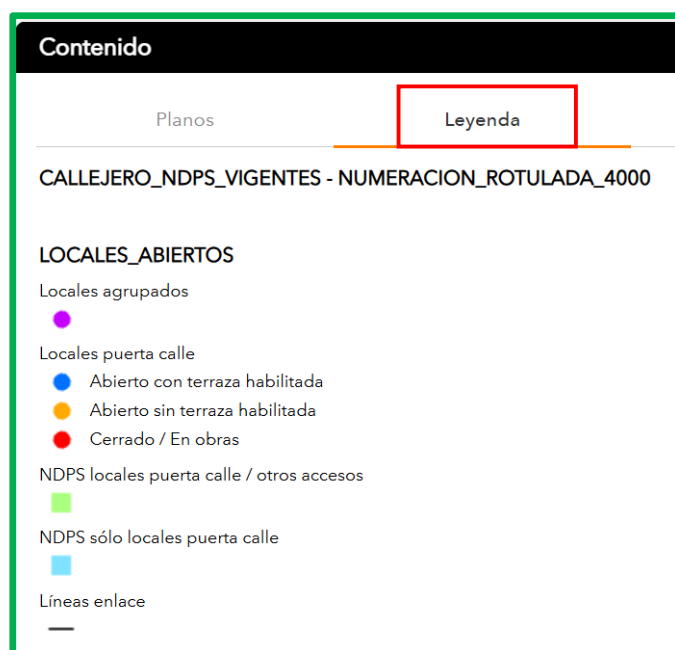 Contenido
Planos
Leyenda
CALLEJERO_NDPS_VIGENTES - NUMERACION_ROTULADA_4000
LOCALES_ABIERTOS
Locales agrupados
Locales puerta calle
Abierto con terraza habilitada
Abierto sin terraza habilitada
Cerrado / En obras
NDPS locales puerta calle / otros accesos
NDPS sólo locales puerta calle
Líneas enlace